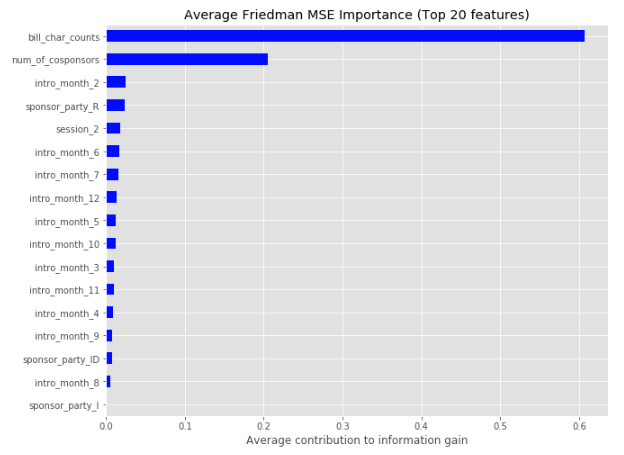 Average Friedman MSE Importance (Top 20 features)
bill_char_counts
num_of_cosponsors
intro_month_2
sponsor_party_R
session_2
intro_month_6
intro_month_7
intro_month_12
intro_month_5
intro_month_10
intro_month_3
intro_month_11
intro_month_4
intro_month_9
sponsor_party_ID
intro_month_8
sponsor_party_I
0.0 0.1 0.2 0.3 0.4 0.5 0.6
Average contribution to information gain